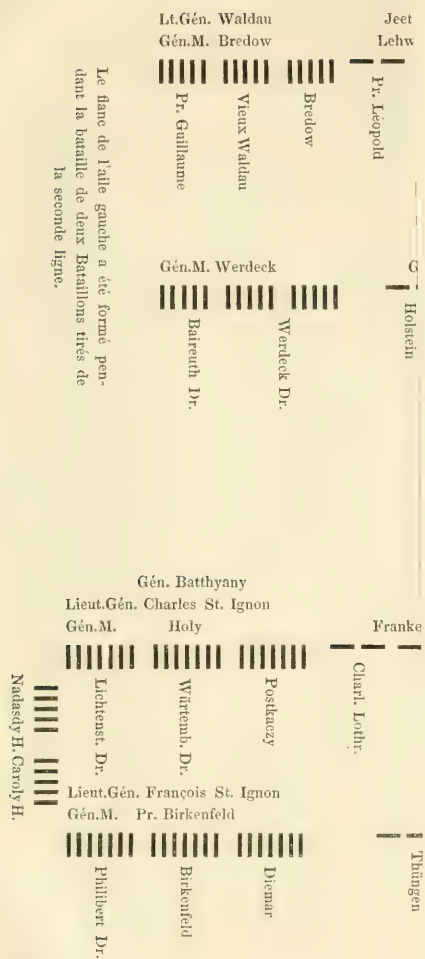 Lt.Gén. Waldau
Jeet
Gén.M. Bredow
Lehw
Pr. Guillaume
Vieux Waldau
Bredow
Pr. Léopold
Le flanc de l'aile gauche a été formé pen-
dant la bataille de deux Bataillons tirés de
la seconde ligne.
Gén.M. Werdeck
G
Baireuth Dr.
Werdeck Dr.
Holstein
Gén. Batthyany
Lieut.Gén. Charles St. Ignon
Gén.M. Holy
Franke
Nadasdy H. Caroly H.
Lichtenst. Dr.
Würtemb. Dr.
Postkaczy
Charl. Lothr.
Lieut.Gén. François St. Ignon
Gén.M. Pr. Birkenfeld
Philibert Dr.
Birkenfeld
Diemar
Thüngen